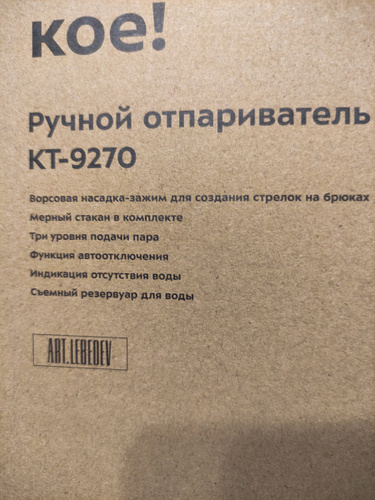 кое!
Ручной отпариватель
КТ-9270
Ворсовая насадка-зажим для создания стрелок на брюках
Мерный стакан в комплекте
Три уровня подачи пара
Функция автоотключения
Индикация отсутствия воды
Съемный резервуар для воды
ART.LEBEDEV